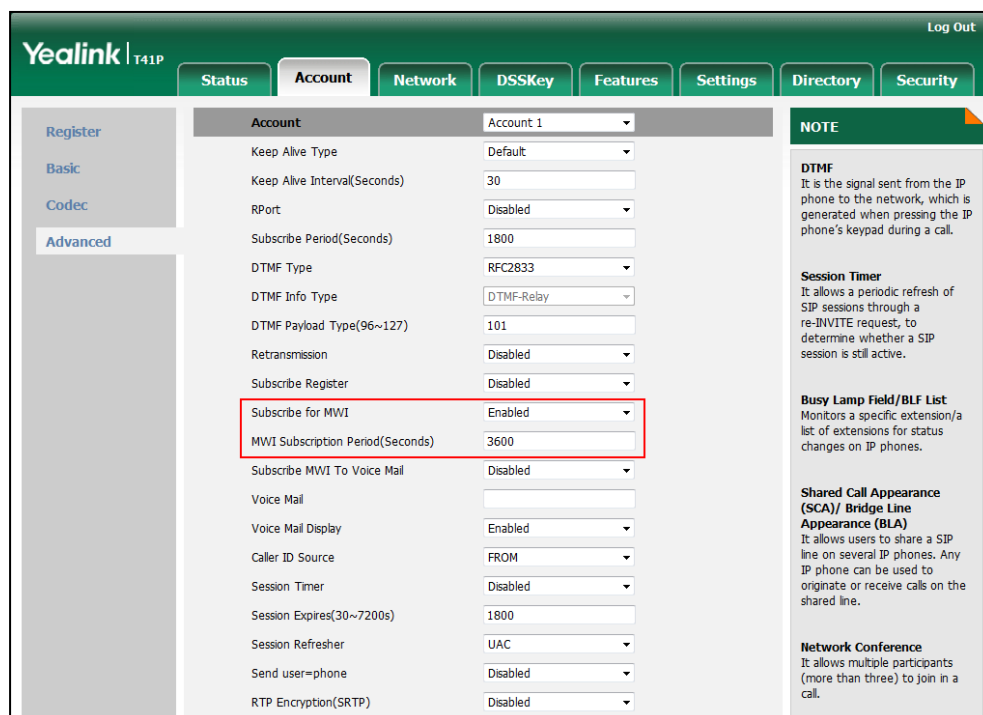 Log Out
Yealink T41P
Status Account Network DSSKey Features Settings Directory Security
Register
Basic
Codec
Advanced
Account Account 1
Keep Alive Type Default
Keep Alive Interval(Seconds) 30
RPort Disabled
Subscribe Period(Seconds) 1800
DTMF Type RFC2833
DTMF Info Type DTMF-Relay
DTMF Payload Type(96~127) 101
Retransmission Disabled
Subscribe Register Disabled
Subscribe for MWI Enabled
MWI Subscription Period(Seconds) 3600
Subscribe MWI To Voice Mail Disabled
Voice Mail
Voice Mail Display Enabled
Caller ID Source FROM
Session Timer Disabled
Session Expires(30~7200s) 1800
Session Refresher UAC
Send user=phone Disabled
RTP Encryption(SRTP) Disabled
NOTE
DTMF
It is the signal sent from the IP
phone to the network, which is
generated when pressing the IP
phone's keypad during a call.
Session Timer
It allows a periodic refresh of
SIP sessions through a
re-INVITE request, to
determine whether a SIP
session is still active.
Busy Lamp Field/BLF List
Monitors a specific extension/a
list of extensions for status
changes on IP phones.
Shared Call Appearance
(SCA)/ Bridge Line
Appearance (BLA)
It allows users to share a SIP
line on several IP phones. Any
IP phone can be used to
originate or receive calls on the
shared line.
Network Conference
It allows multiple participants
(more than three) to join in a
call.